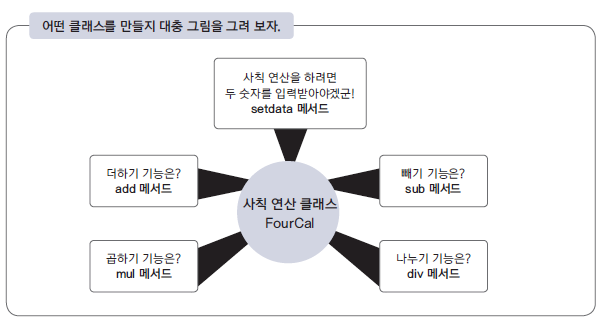 어떤 클래스를 만들지 대충 그림을 그려 보자.
사칙 연산을 하려면
두 숫자를 입력받아야겠군!
setdata 메서드
더하기 기능은?
add 메서드
빼기 기능은?
sub 메서드
사칙 연산 클래스
FourCal
곱하기 기능은?
mul 메서드
나누기 기능은?
div 메서드